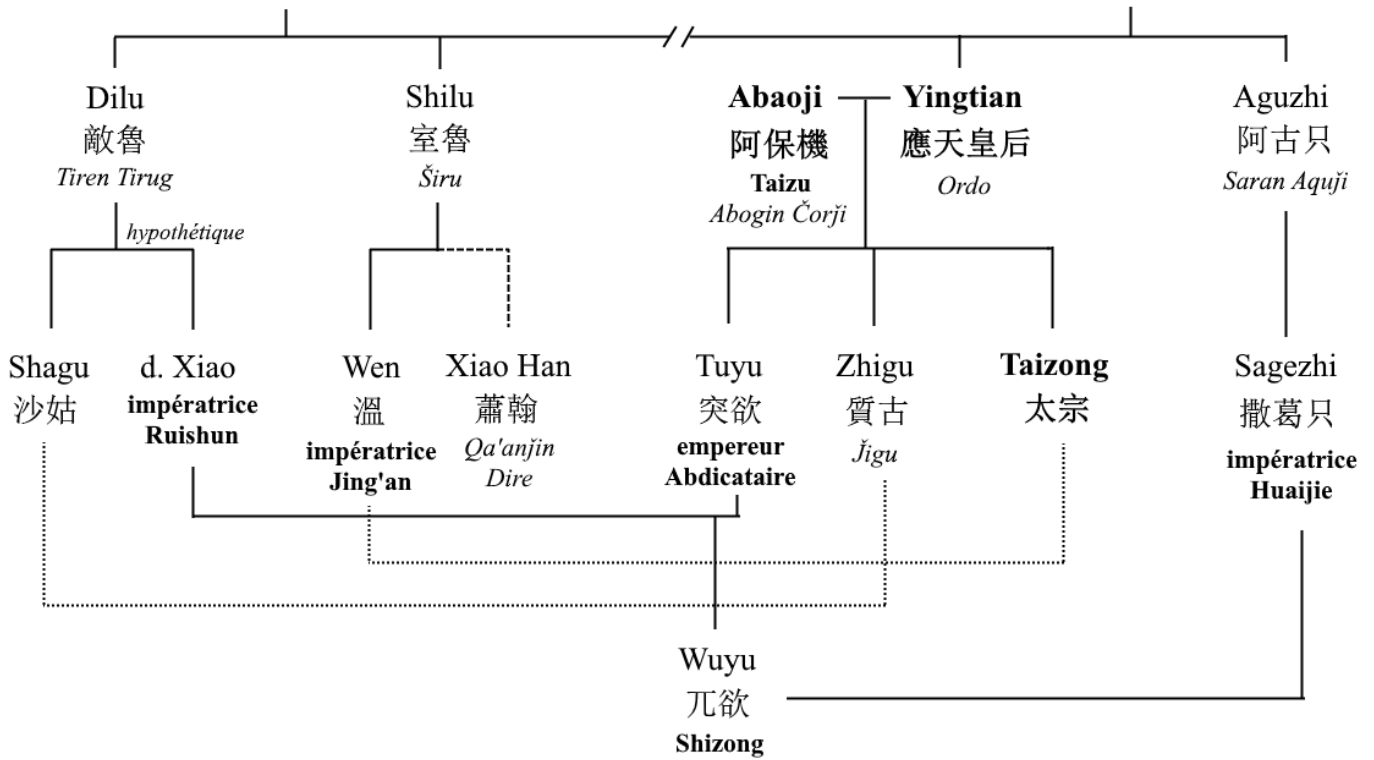 Dilu
敵魯
Tiren Tirug
Shilu
室魯
Širu
Abaoji
阿保機
Taizu
Abogin Čorǰi
Yingtian
應天皇后
Ordo
Aguzhi
阿古只
Saran Aquǰi
hypothétique
Shagu
沙姑
d. Xiao
impératrice
Ruishun
Wen
溫
impératrice
Jing'an
Xiao Han
蕭翰
Qa'anǰin
Dire
Tuyu
突欲
empereur
Abdicataire
Zhigu
質古
J̌igu
Taizong
太宗
Sagezhi
撒葛只
impératrice
Huaijie
Wuyu
兀欲
Shizong